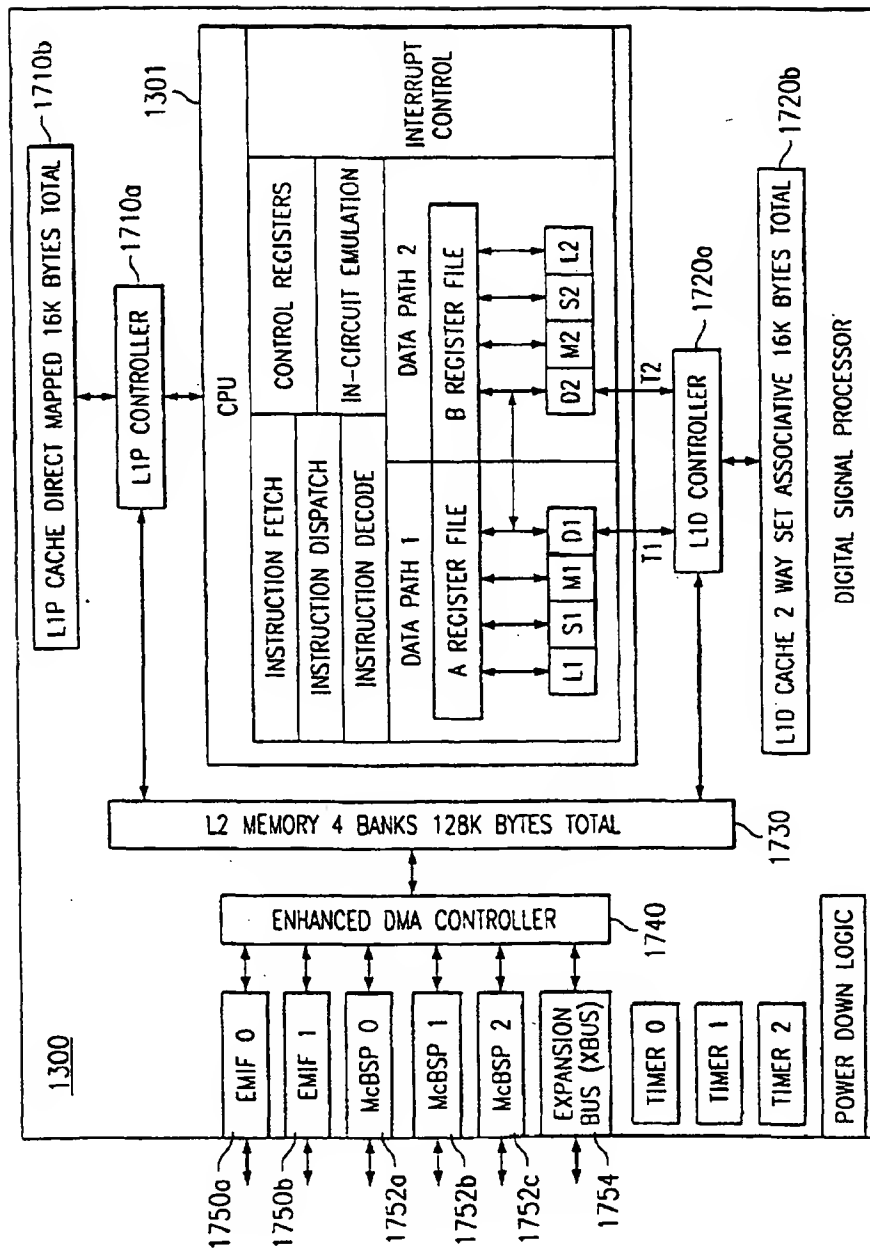 1300
1750a
EMIF 0
1750b
EMIF 1
1752a
McBSP 0
1752b
McBSP 1
1752c
McBSP 2
1754
EXPANSION
BUS (XBUS)
TIMER 0
TIMER 1
TIMER 2
POWER DOWN LOGIC
ENHANCED DMA CONTROLLER
1740
L2 MEMORY 4 BANKS 128K BYTES TOTAL
1730
L1P CACHE DIRECT MAPPED 16K BYTES TOTAL
1710b
L1P CONTROLLER
1710a
1301
CPU
INSTRUCTION FETCH
INSTRUCTION DISPATCH
INSTRUCTION DECODE
CONTROL REGISTERS
IN-CIRCUIT EMULATION
INTERRUPT
CONTROL
DATA PATH 1
A REGISTER FILE
L1 S1 M1 D1
DATA PATH 2
B REGISTER FILE
D2 M2 S2 L2
T1
T2
L1D CONTROLLER
1720a
L1D CACHE 2 WAY SET ASSOCIATIVE 16K BYTES TOTAL
1720b
DIGITAL SIGNAL PROCESSOR